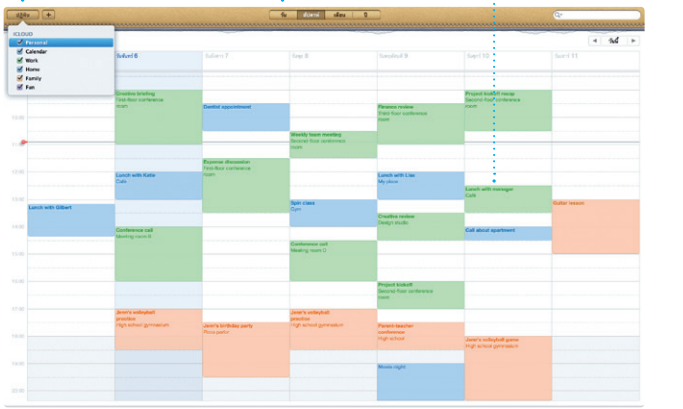 ICLOUD
Personal
Calendar
Work
Home
Family
Fun
Creative briefing
First-floor conference
room
Dentist appointment
Weekly team meeting
Second-floor conference
room
Finance review
Third-floor conference
room
Project kickoff recap
Second-floor conference
room
Expense discussion
First-floor conference
room
Lunch with Katie
Cafe
Lunch with Lisa
My place
Lunch with manager
Café
Lunch with Gilbert
Spin class
Gym
Guitar lesson
Creative review
Design studio
Conference call
Meeting room B
Call about apartment
Conference call
Meeting room D
Project kickoff
Second-floor conference
room
Jenn's volleyball
practice
High school gymnasium
Jenn's birthday party
Pizza parlor
Jenn's volleyball
practice
High school gymnasium
Parent-teacher
conference
High school
Jenn's volleyball game
High school gymnasium
Movie night